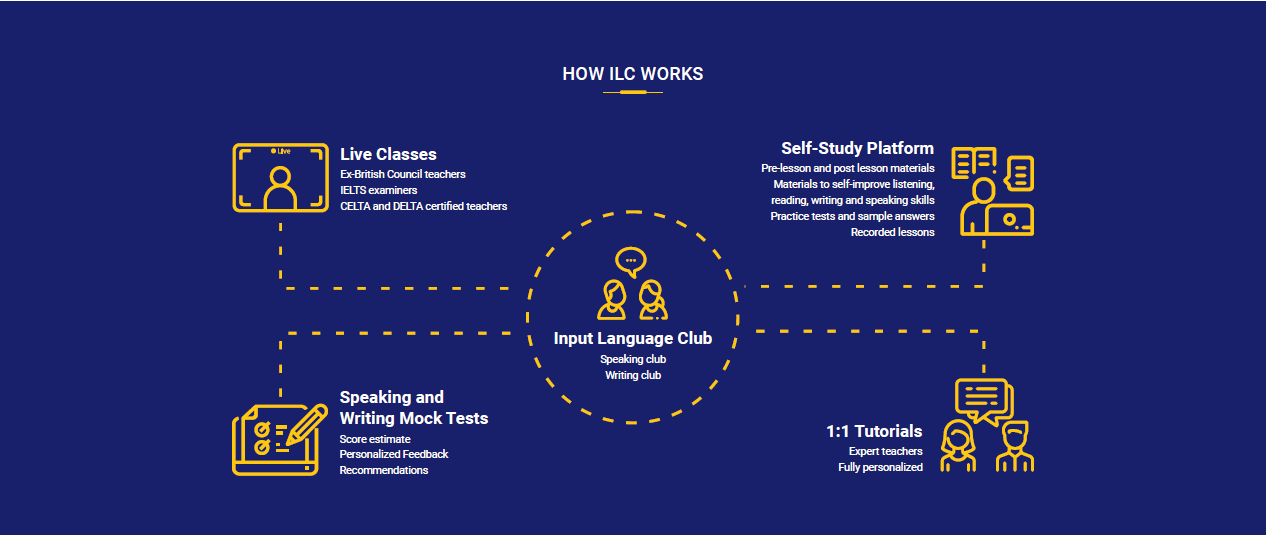 HOW ILC WORKS
Live
Live Classes
Ex-British Council teachers
IELTS examiners
CELTA and DELTA certified teachers
Self-Study Platform
Pre-lesson and post lesson materials
Materials to self-improve listening,
reading, writing and speaking skills
Practice tests and sample answers
Recorded lessons
Input Language Club
Speaking club
Writing club
Speaking and
Writing Mock Tests
Score estimate
Personalized Feedback
Recommendations
1:1 Tutorials
Expert teachers
Fully personalized